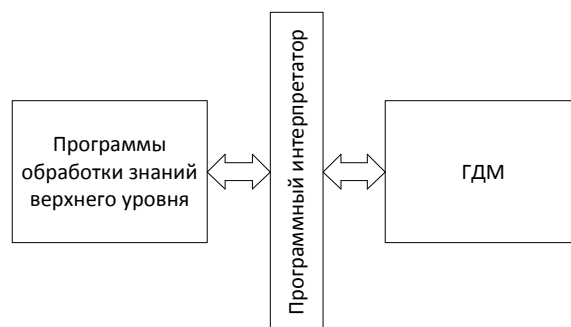 Программы
обработки знаний
верхнего уровня
Программный интерпретатор
ГДМ